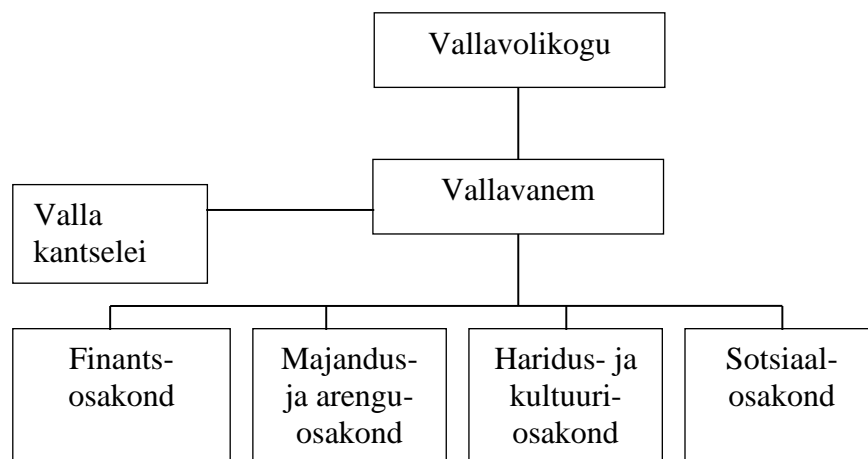 Vallavolikogu
Vallavanem
Valla
kantselei
Finants-
osakond
Majandus-
ja arengu-
osakond
Haridus- ja
kultuuri-
osakond
Sotsiaal-
osakond